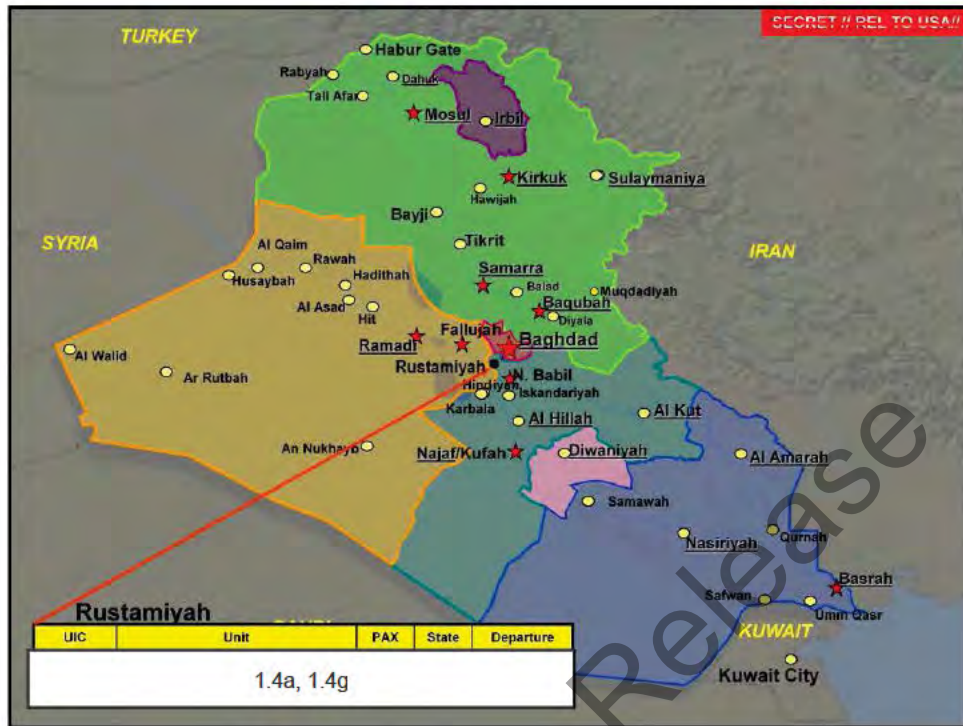 SECRET // REL TO USA//
TURKEY
Habur Gate
Rabyah
Dahuk
Tall Afar
Mosul
Irbil
Kirkuk
Sulaymaniya
Hawijah
Bayji
SYRIA
Tikrit
IRAN
Al Qaim
Rawah
Husaybah
Hadithah
Samarra
Balad
Muqdadiyah
Al Asad
Hit
Baqubah
Diyala
Fallujah
Ramadi
Baghdad
Al Walid
Rustamiyah
Ar Rutbah
N. Babil
Hindiyah
Iskandariyah
Karbala
Al Hillah
Al Kut
An Nukhayb
Najaf/Kufah
Diwaniyah
Al Amarah
Samawah
Nasiriyah
Qurnah
Basrah
Safwan
Umm Qasr
Rustamiyah
KUWAIT
UIC Unit PAX State Departure
Kuwait City
1.4a, 1.4g
Release